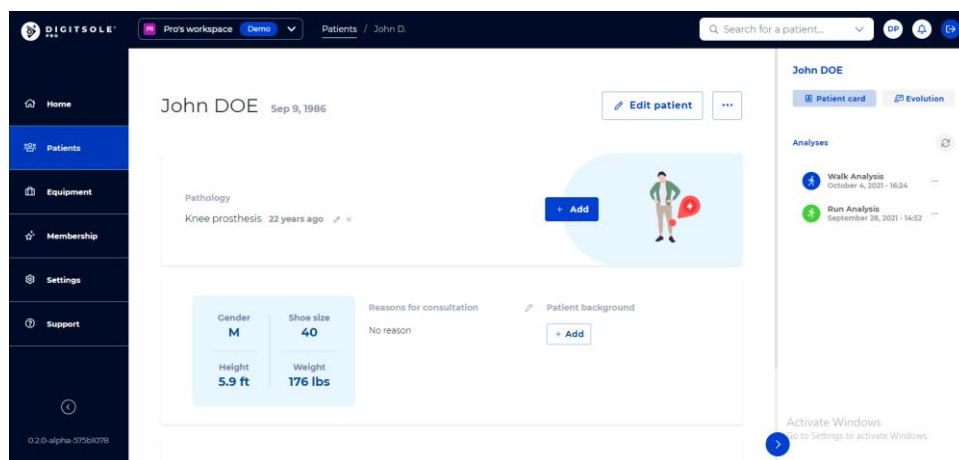 DIGITSOLE®
PRO
PR Pro's workspace Demo
Patients / John D.
Search for a patient...
DP
Home
Patients
Equipment
Membership
Settings
Support
0.2.0-alpha-575b1078
John DOE Sep 9, 1986
Edit patient
...
Pathology
Knee prosthesis 22 years ago
+ Add
Gender
M
Shoe size
40
Height
5.9 ft
Weight
176 lbs
Reasons for consultation
No reason
Patient background
+ Add
John DOE
Patient card
Evolution
Analyses
Walk Analysis
October 4, 2021 - 16:24
Run Analysis
September 28, 2021 - 14:52
Activate Windows
Go to Settings to activate Windows.